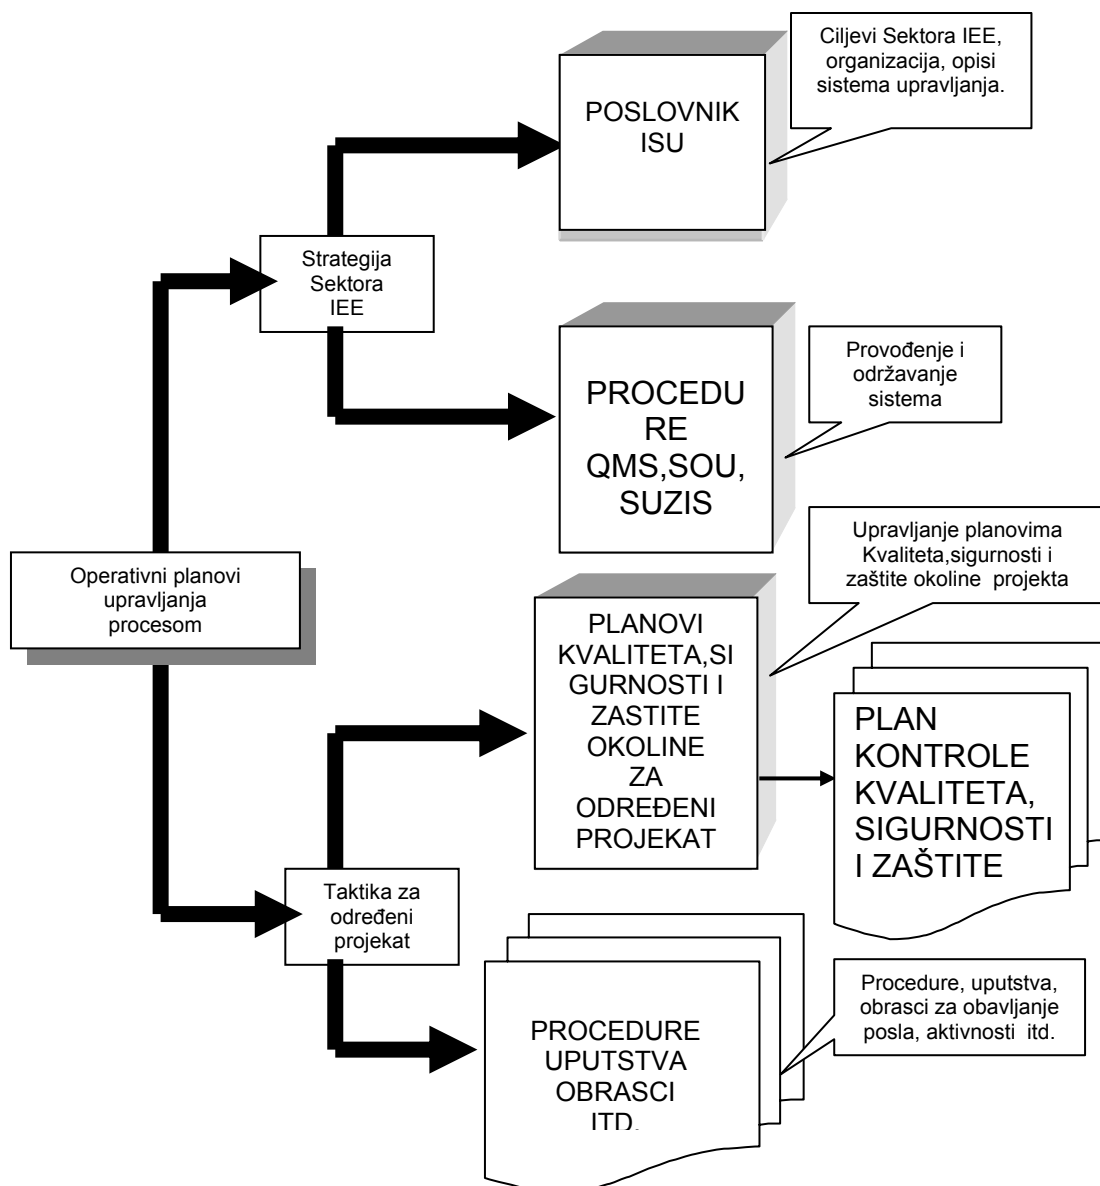 Ciljevi Sektora IEE,
organizacija, opisi
sistema upravljanja.
POSLOVNIK
ISU
Strategija
Sektora
IEE
Provođenje i
održavanje
sistema
PROCEDU
RE
QMS,SOU,
SUZIS
Upravljanje planovima
Kvaliteta,sigurnosti i
zaštite okoline projekta
Operativni planovi
upravljanja
procesom
PLANOVI
KVALITETA,SI
GURNOSTI I
ZASTITE
OKOLINE
ZA
ODREĐENI
PROJEKAT
PLAN
KONTROLE
KVALITETA,
SIGURNOSTI
I ZAŠTITE
Taktika za
određeni
projekat
Procedure, uputstva,
obrasci za obavljanje
posla, aktivnosti itd.
PROCEDURE
UPUTSTVA
OBRASCI
ITD.